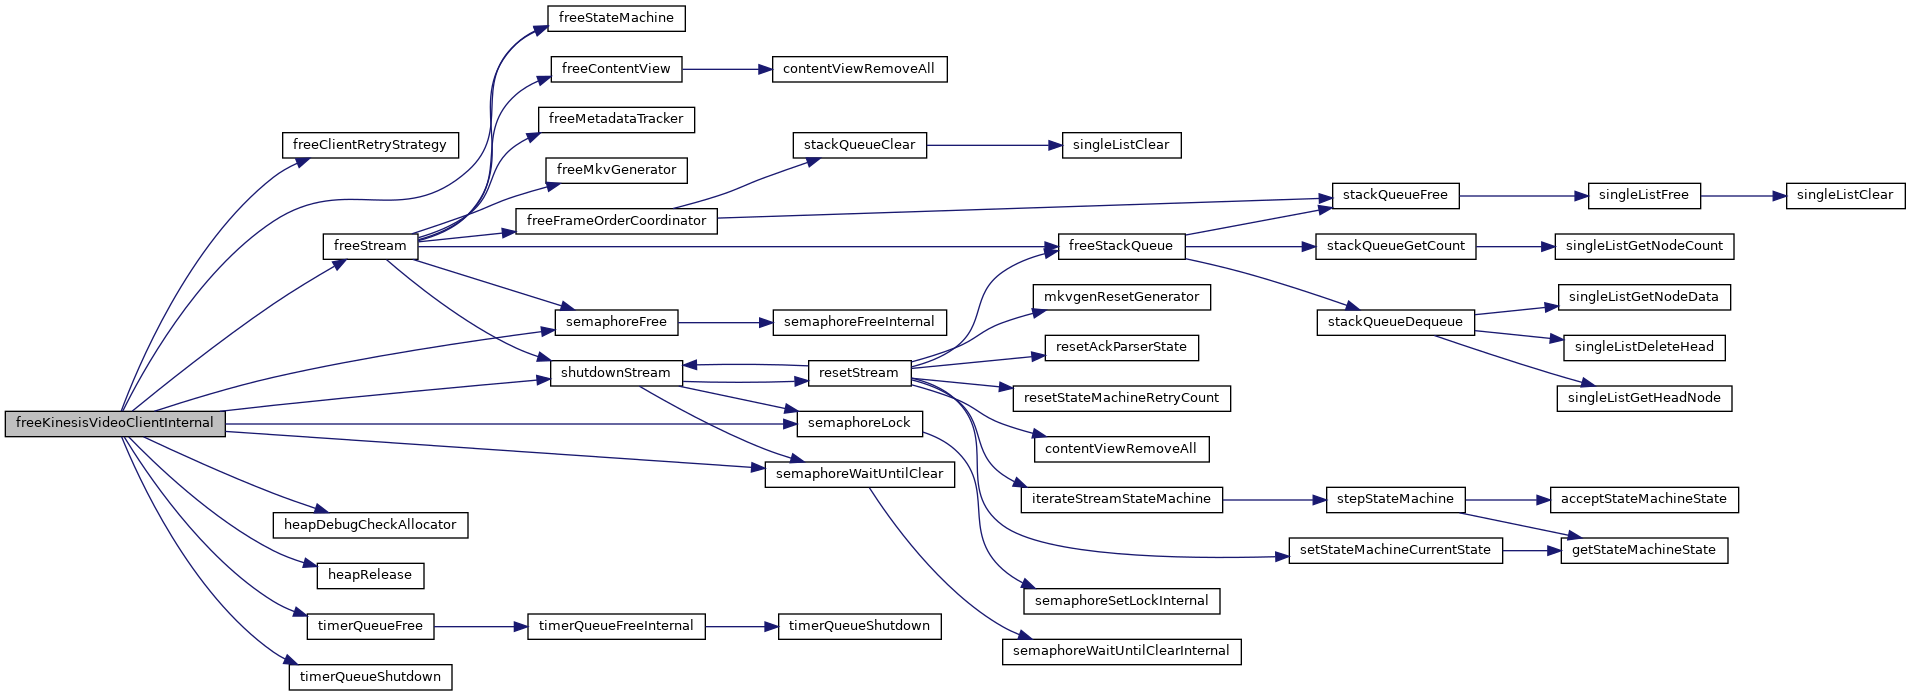 freeStateMachine
freeContentView
contentViewRemoveAll
freeMetadataTracker
freeClientRetryStrategy
stackQueueClear
singleListClear
freeMkvGenerator
stackQueueFree
singleListFree
singleListClear
freeFrameOrderCoordinator
freeStream
freeStackQueue
stackQueueGetCount
singleListGetNodeCount
mkvgenResetGenerator
singleListGetNodeData
semaphoreFree
semaphoreFreeInternal
stackQueueDequeue
resetAckParserState
singleListDeleteHead
shutdownStream
resetStream
resetStateMachineRetryCount
singleListGetHeadNode
freeKinesisVideoClientInternal
semaphoreLock
contentViewRemoveAll
semaphoreWaitUntilClear
iterateStreamStateMachine
stepStateMachine
acceptStateMachineState
heapDebugCheckAllocator
setStateMachineCurrentState
getStateMachineState
heapRelease
semaphoreSetLockInternal
timerQueueFree
timerQueueFreeInternal
timerQueueShutdown
semaphoreWaitUntilClearInternal
timerQueueShutdown